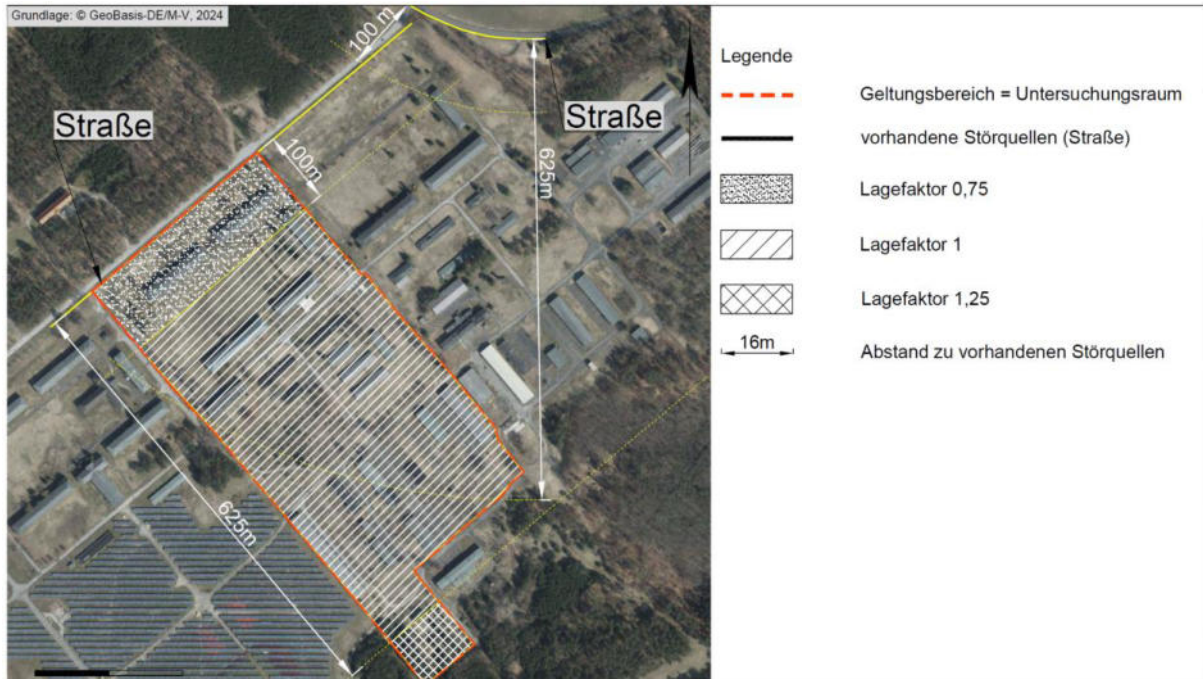 Grundlage: © GeoBasis-DE/M-V, 2024
100 m
Straße
Straße
100m
625m
625m
Legende
Geltungsbereich = Untersuchungsraum
vorhandene Störquellen (Straße)
Lagefaktor 0,75
Lagefaktor 1
Lagefaktor 1,25
16m
Abstand zu vorhandenen Störquellen